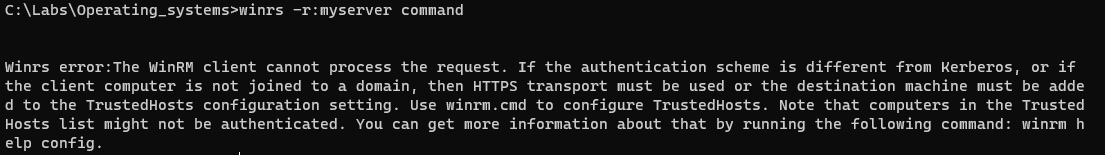 C:\Labs\Operating_systems>winrs -r:myserver command
Winrs error:The WinRM client cannot process the request. If the authentication scheme is different from Kerberos, or if
the client computer is not joined to a domain, then HTTPS transport must be used or the destination machine must be adde
d to the TrustedHosts configuration setting. Use winrm.cmd to configure TrustedHosts. Note that computers in the Trusted
Hosts list might not be authenticated. You can get more information about that by running the following command: winrm h
elp config.